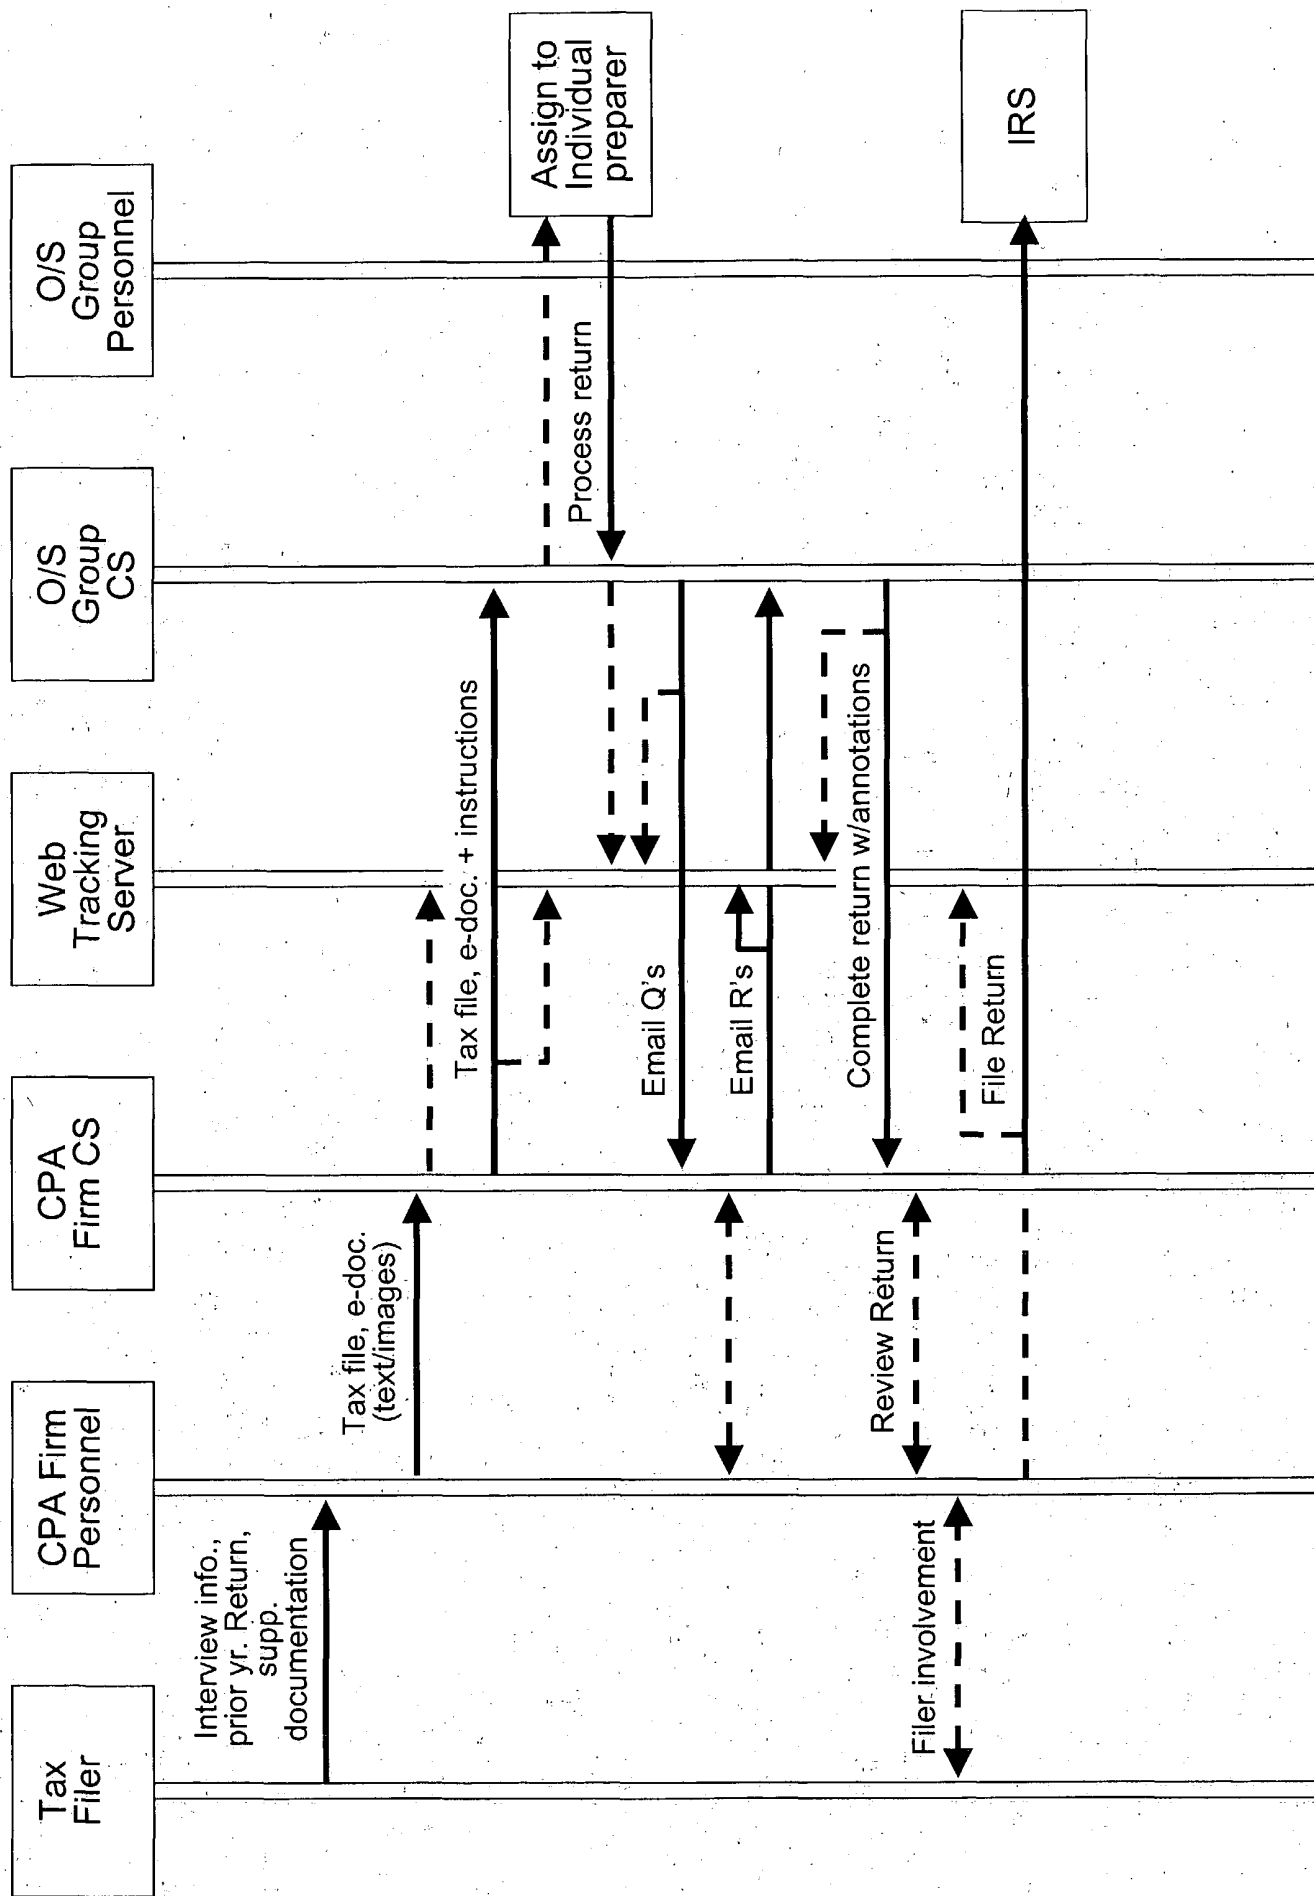 Tax
Filer
CPA Firm
Personnel
CPA
Firm CS
Web
Tracking
Server
O/S
Group
CS
O/S
Group
Personnel
Interview info.,
prior yr. Return,
supp.
documentation
Tax file, e-doc.
(text/images)
Tax file, e-doc. + instructions
Assign to
Individual
preparer
Process return
Email Q's
Email R's
Complete return w/annotations
Review Return
Filer involvement
File Return
IRS